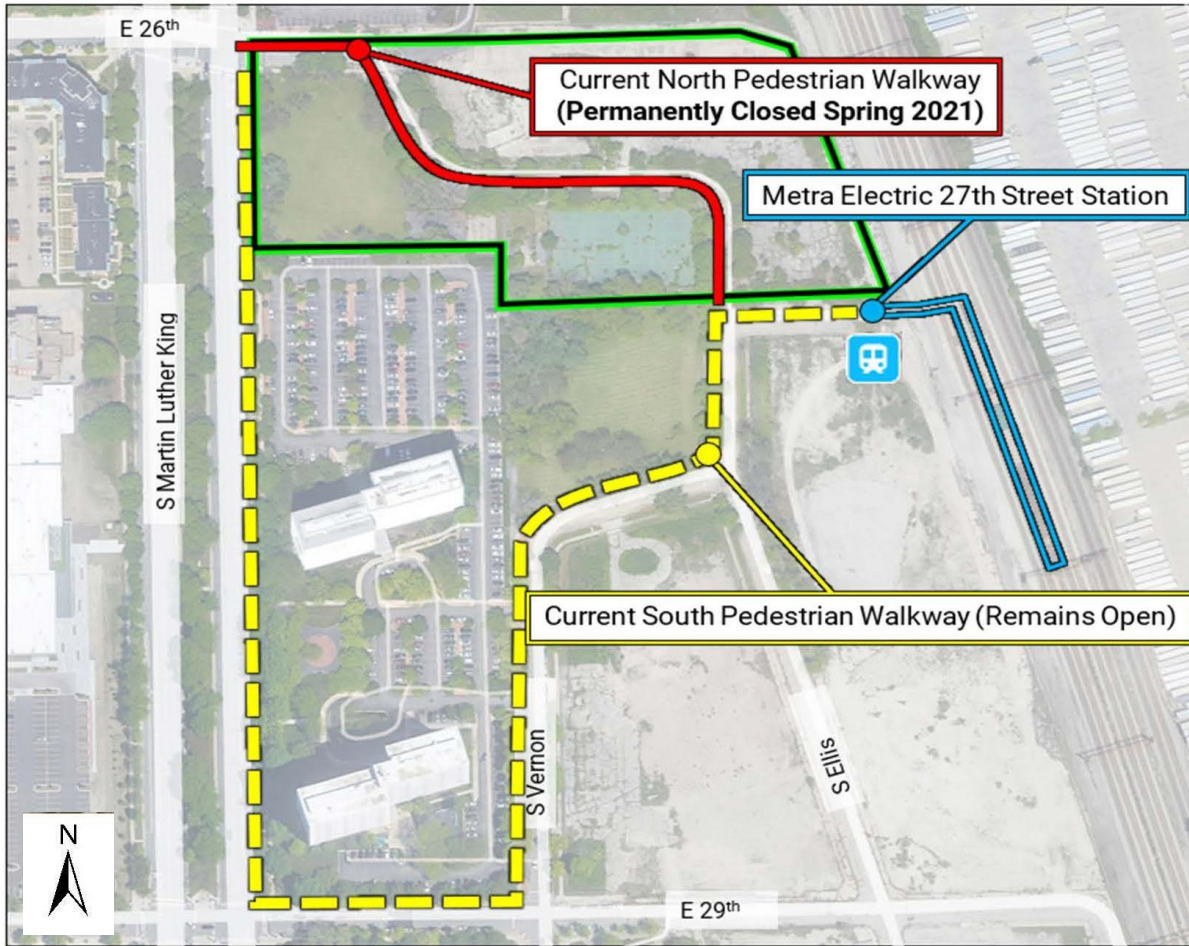 E 26th
Current North Pedestrian Walkway
(Permanently Closed Spring 2021)
Metra Electric 27th Street Station
S Martin Luther King
Current South Pedestrian Walkway (Remains Open)
S Vernon
S Ellis
N
E 29th